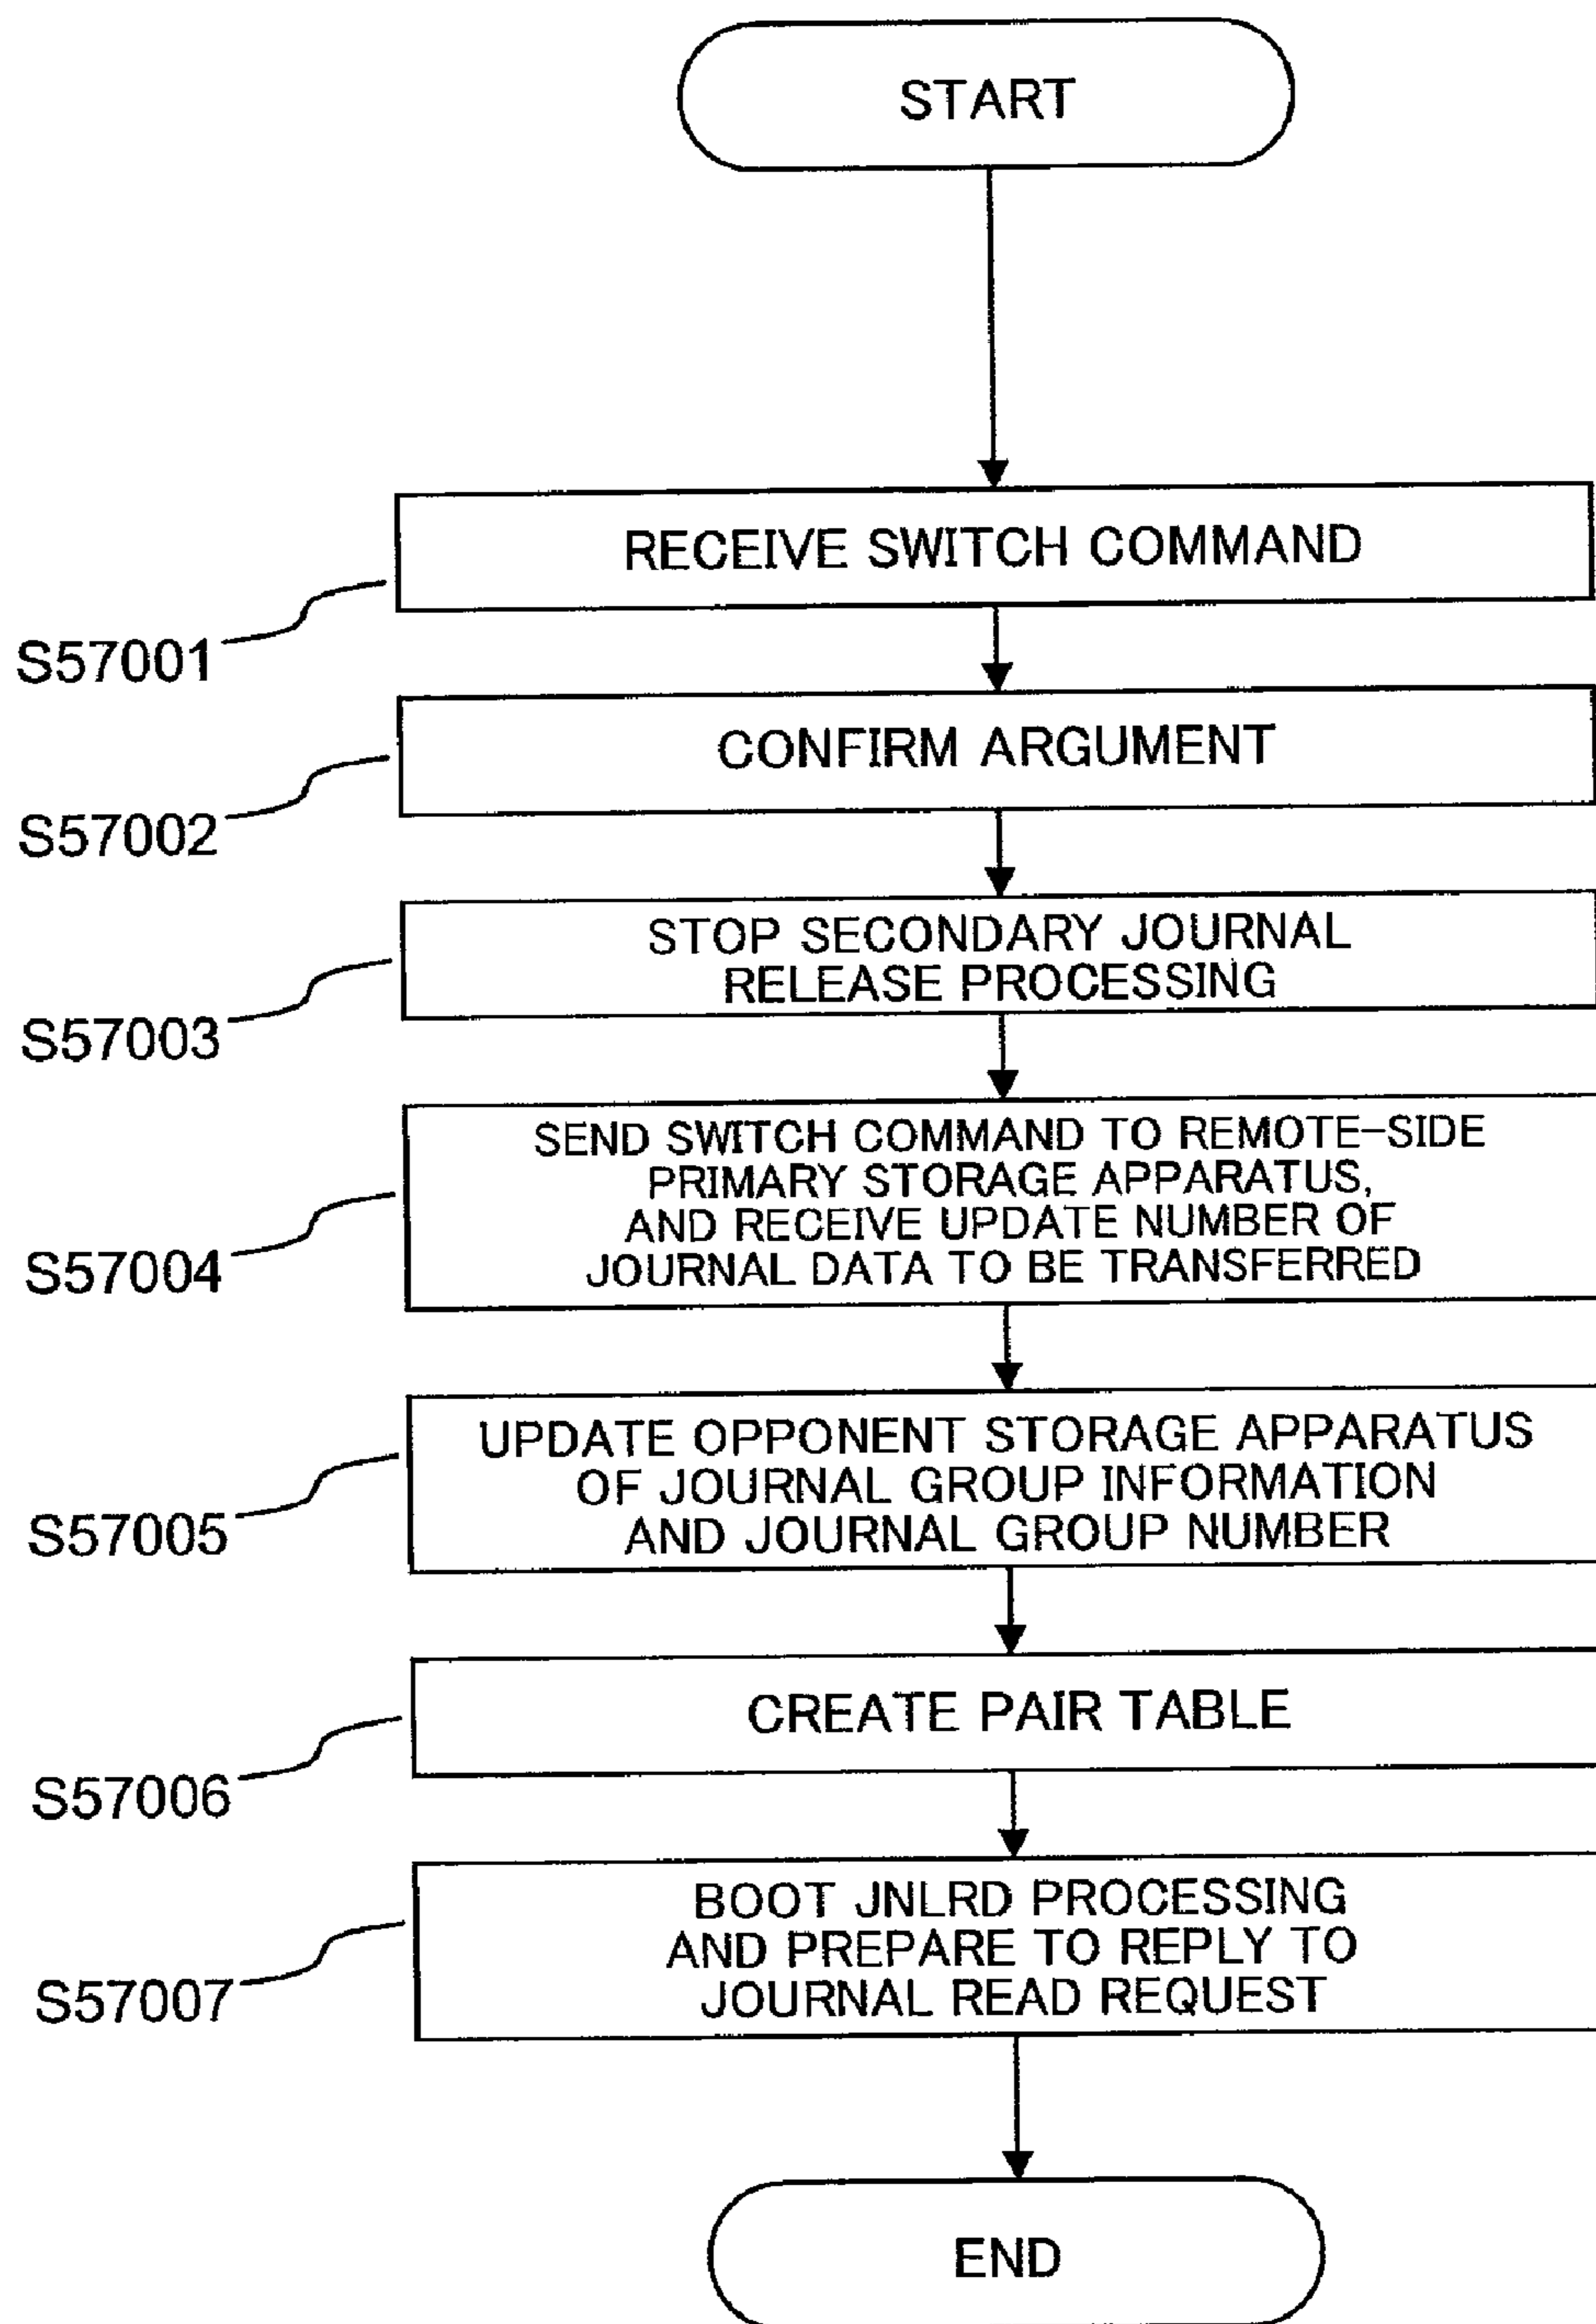 START
RECEIVE SWITCH COMMAND
S57001
CONFIRM ARGUMENT
S57002
STOP SECONDARY JOURNAL
RELEASE PROCESSING
S57003
SEND SWITCH COMMAND TO REMOTE-SIDE
PRIMARY STORAGE APPARATUS,
AND RECEIVE UPDATE NUMBER OF
JOURNAL DATA TO BE TRANSFERRED
S57004
UPDATE OPPONENT STORAGE APPARATUS
OF JOURNAL GROUP INFORMATION
AND JOURNAL GROUP NUMBER
S57005
CREATE PAIR TABLE
S57006
BOOT JNLRD PROCESSING
AND PREPARE TO REPLY TO
JOURNAL READ REQUEST
S57007
END